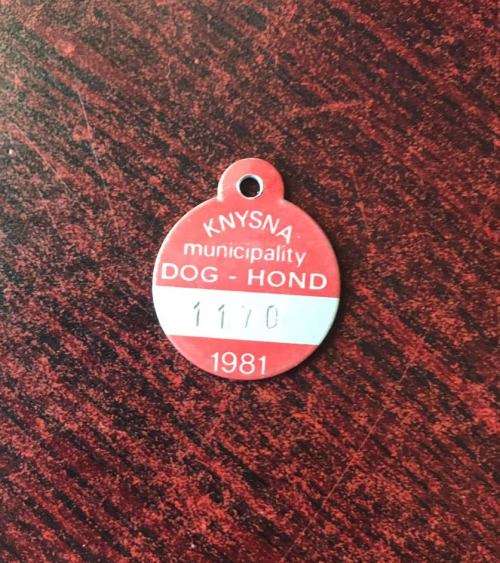 KNYSNA
municipality
DOG - HOND
1170
1981